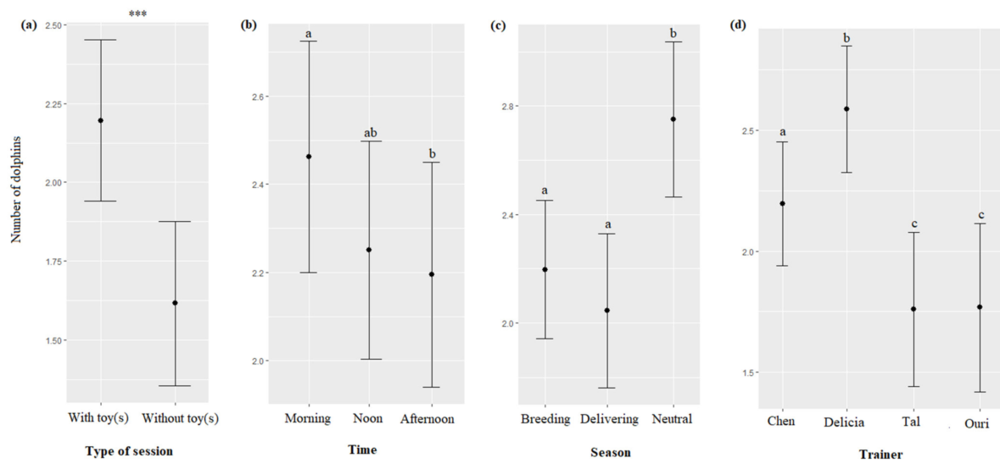 Number of dolphins
(a)
***
2.50
2.25
2.00
1.75
1.50
With toy(s) Without toy(s)
Type of session
(b)
a
ab
b
2.6
2.4
2.2
2.0
Morning Noon Afternoon
Time
(c)
a
a
b
2.8
2.4
2.0
Breeding Delivering Neutral
Season
(d)
a
b
c
c
2.5
2.0
1.5
Chen Delicia Tal Ouri
Trainer